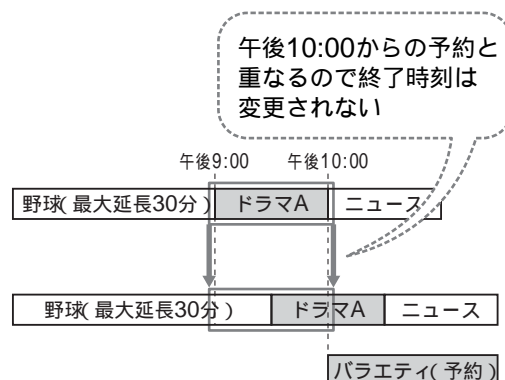 午後10:00からの予約と
重なるので終了時刻は
変更されない
午後9:00 午後10:00
野球(最大延長30分) ドラマA ニュース
野球(最大延長30分) ドラマA ニュース
バラエティ(予約)